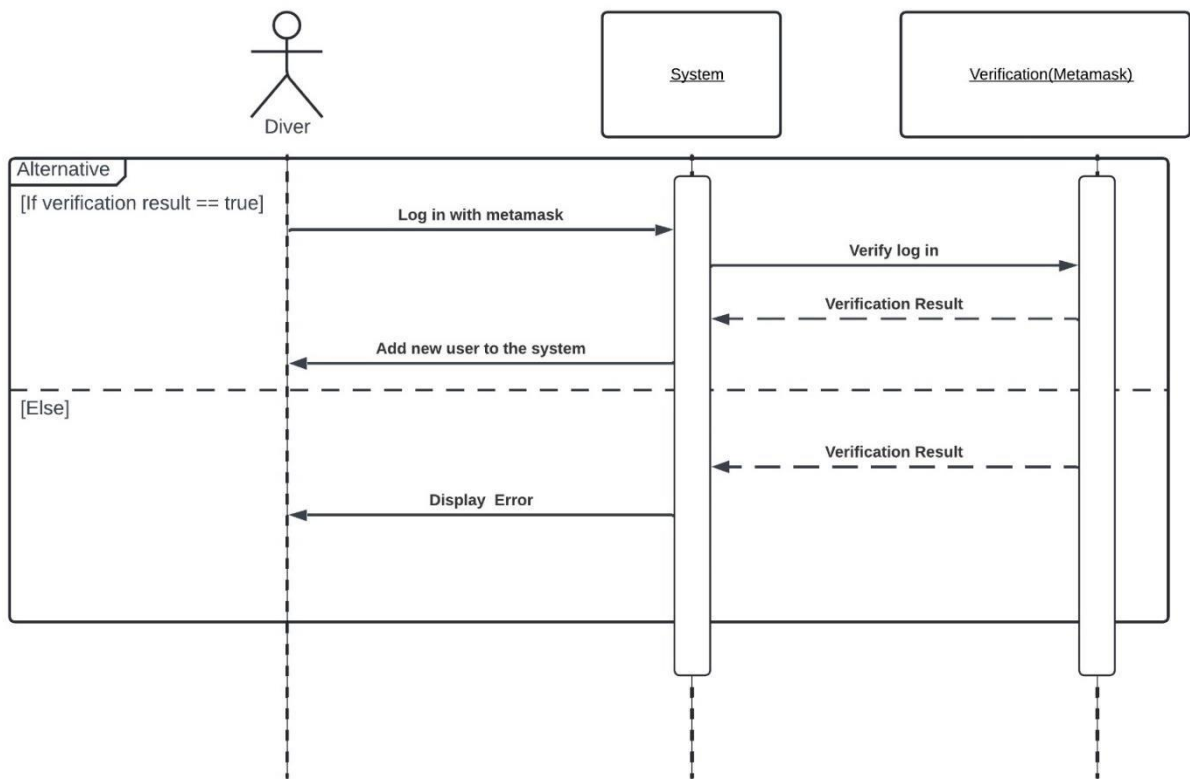 System
Verification(Metamask)
Diver
Alternative
[If verification result == true]
Log in with metamask
Verify log in
Verification Result
Add new user to the system
[Else]
Verification Result
Display Error